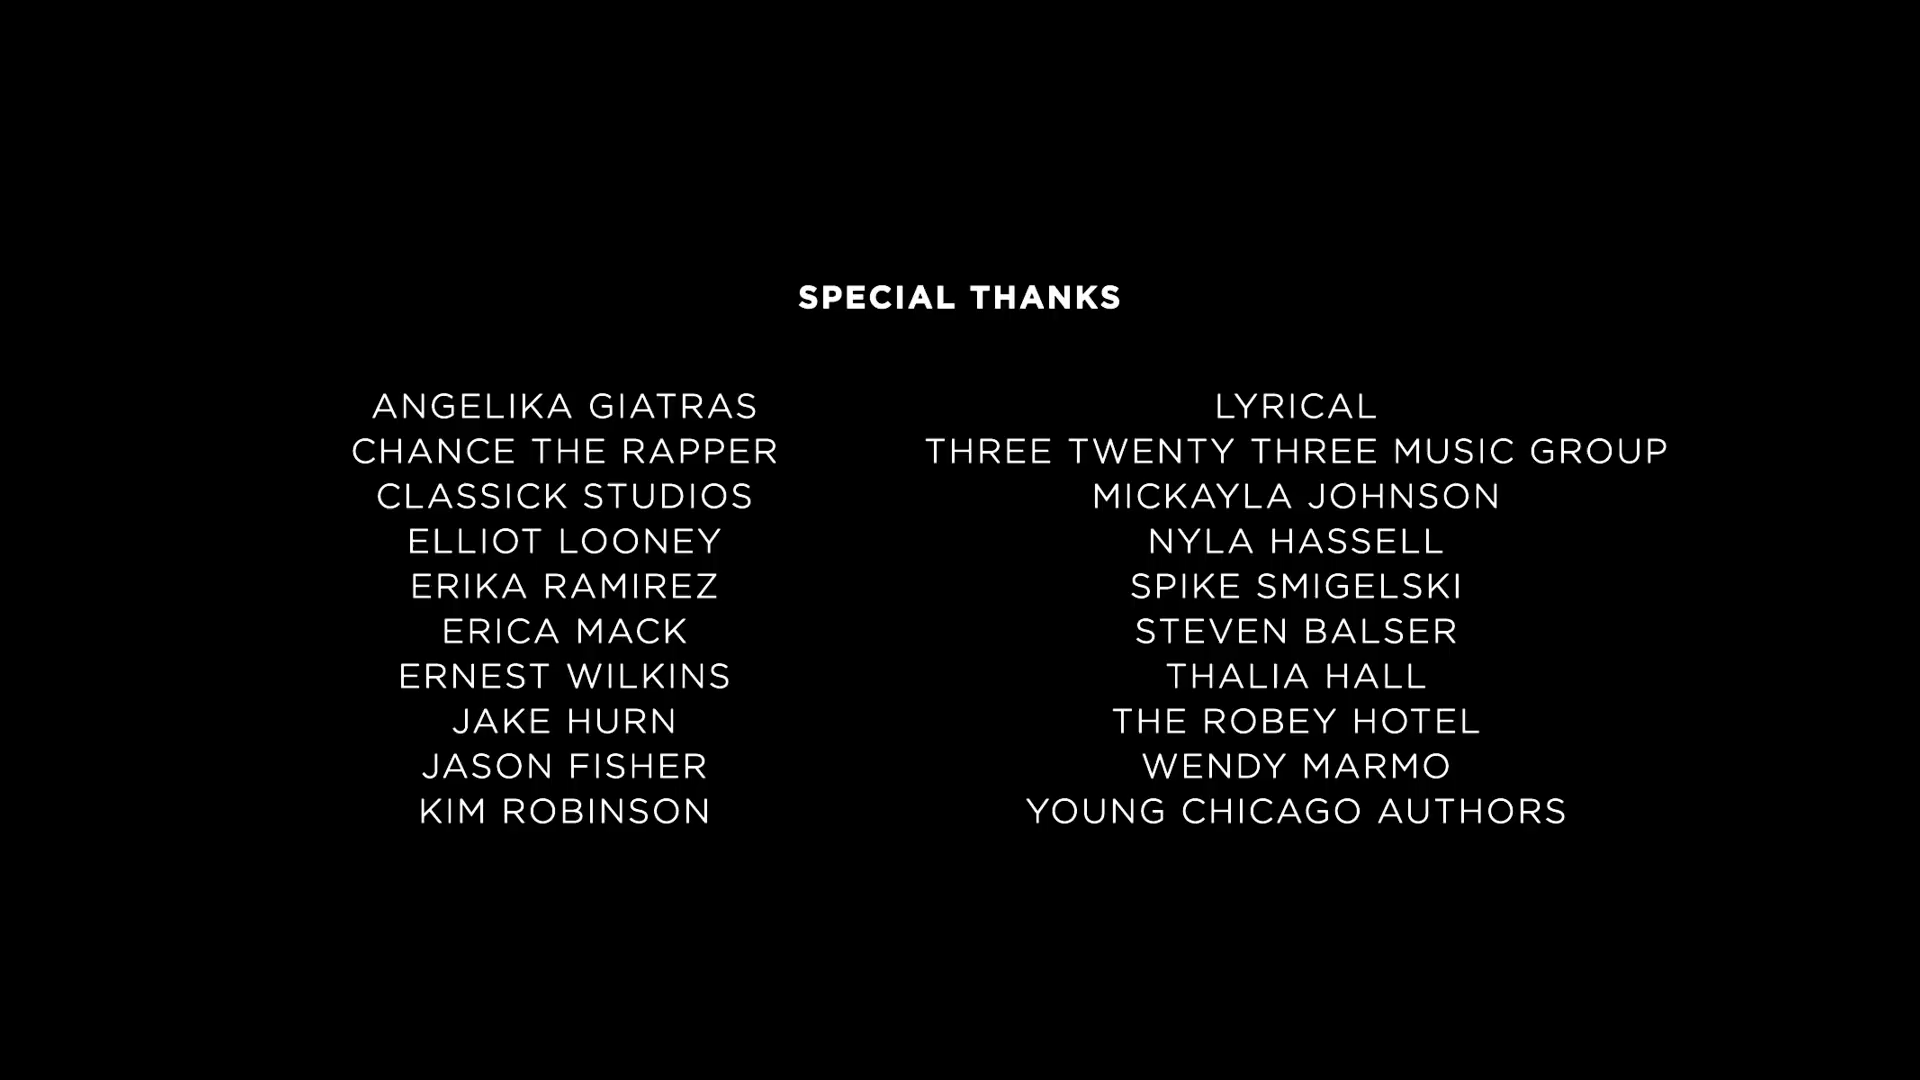 SPECIAL THANKS
ANGELIKA GIATRAS
CHANCE THE RAPPER
CLASSICK STUDIOS
ELLIOT LOONEY
ERIKA RAMIREZ
ERICA MACK
ERNEST WILKINS
JAKE HURN
JASON FISHER
KIM ROBINSON
LYRICAL
THREE TWENTY THREE MUSIC GROUP
MICKAYLA JOHNSON
NYLA HASSELL
SPIKE SMIGELSKI
STEVEN BALSER
THALIA HALL
THE ROBEY HOTEL
WENDY MARMO
YOUNG CHICAGO AUTHORS